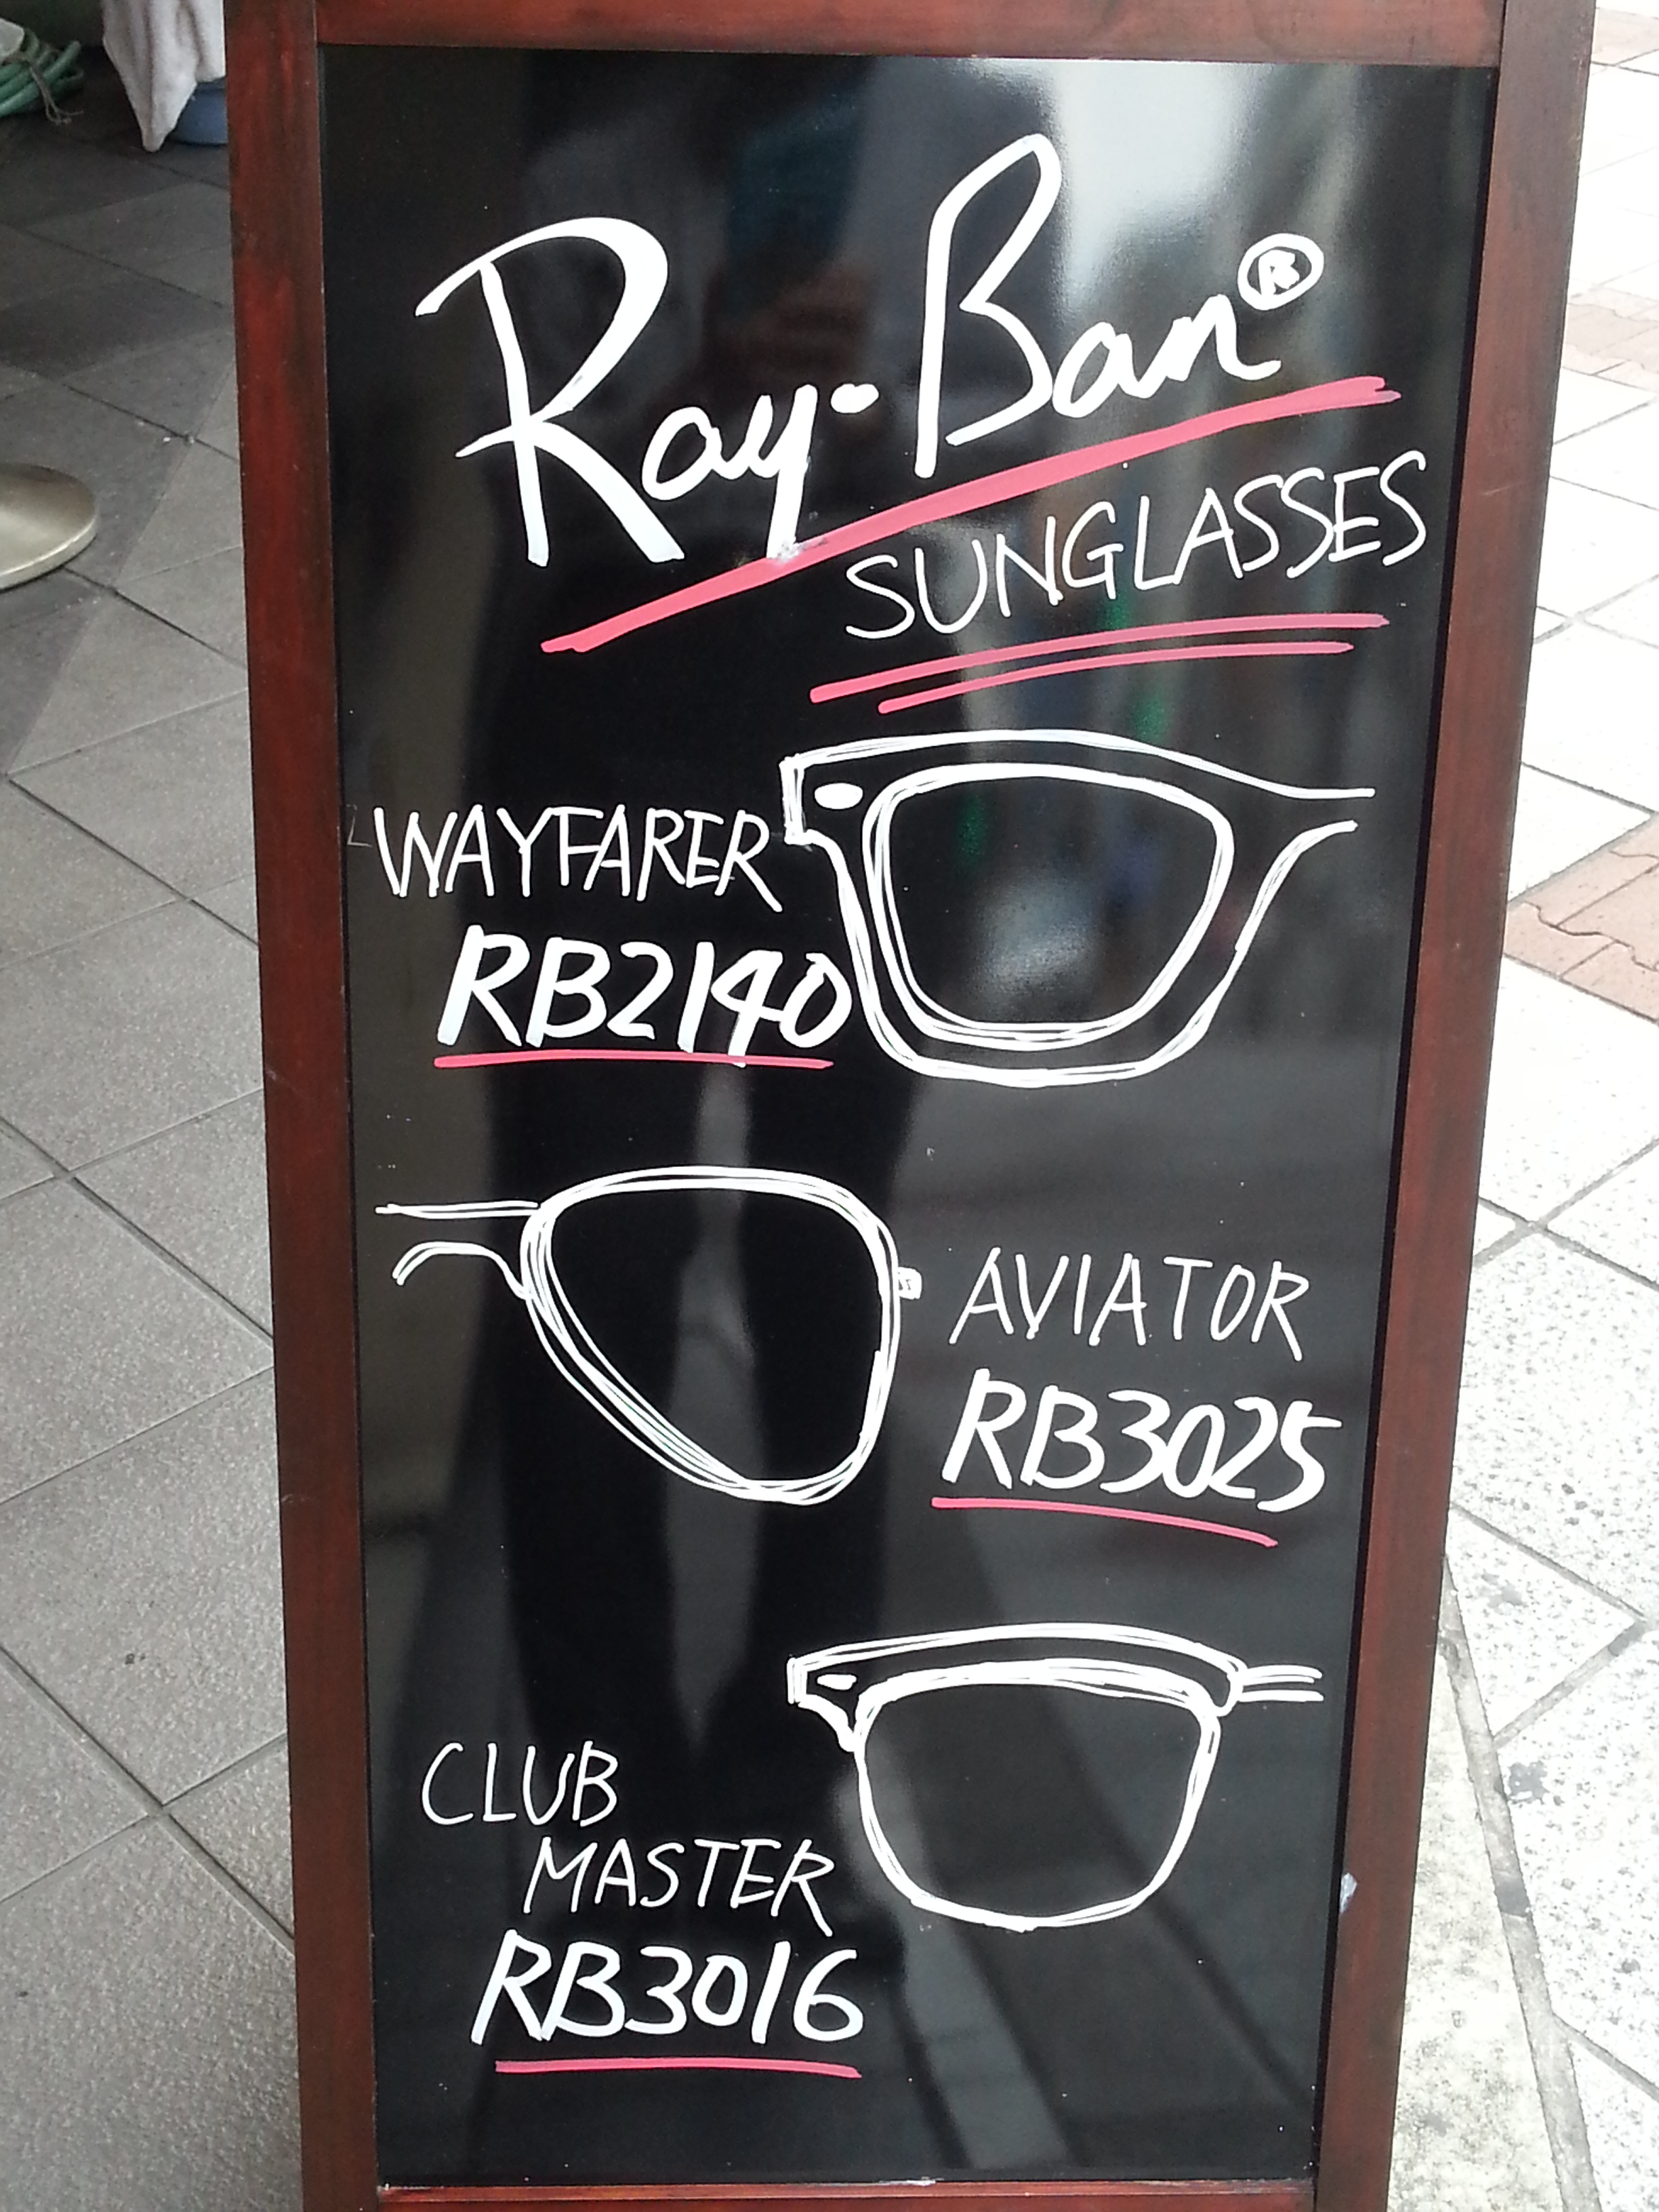 Ray-Ban®
SUNGLASSES
WAYFARER
RB2140
AVIATOR
RB3025
CLUB
MASTER
RB3016